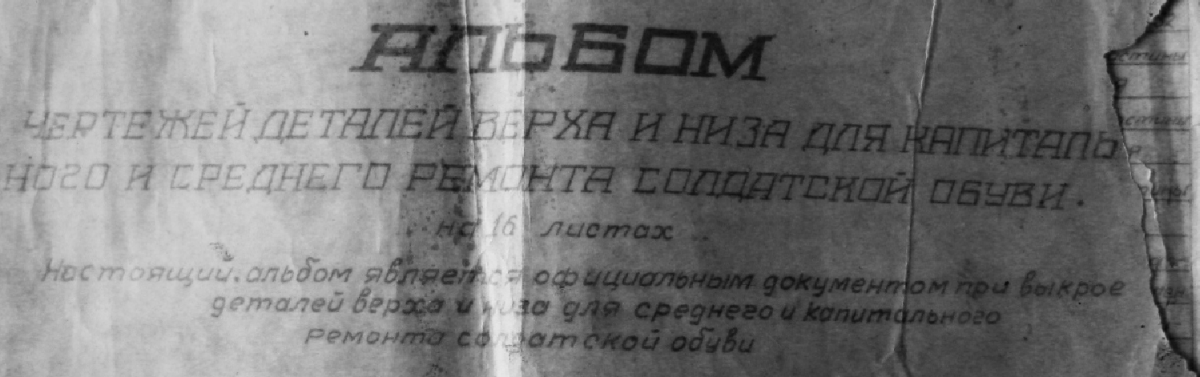 АЛЬБОМ
ЧЕРТЕЖЕЙ ДЕТАЛЕЙ ВЕРХА И НИЗА ДЛЯ КАПИТАЛЬ
НОГО И СРЕДНЕГО РЕМОНТА СОЛДАТСКОЙ ОБУВИ.
на 16 листах
Настоящий альбом является официальным документом при выкрое
деталей верха и низа для среднего и капитального
ремонта солдатской обуви